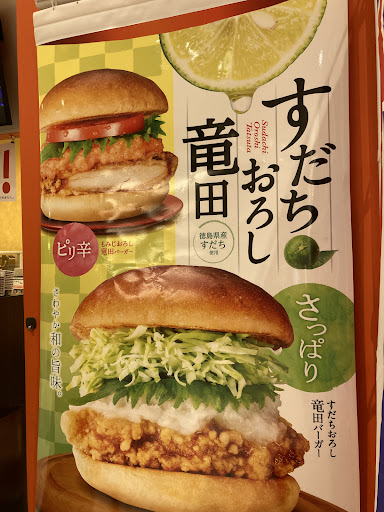 すだち
おろし
竜田
Sudachi
Oroshi
Tatsuta
徳島県産
すだち
使用
ピリ辛
もみじおろし
竜田バーガー
さわやか和の旨味。
さっぱり
すだちおろし
竜田バーガー
!